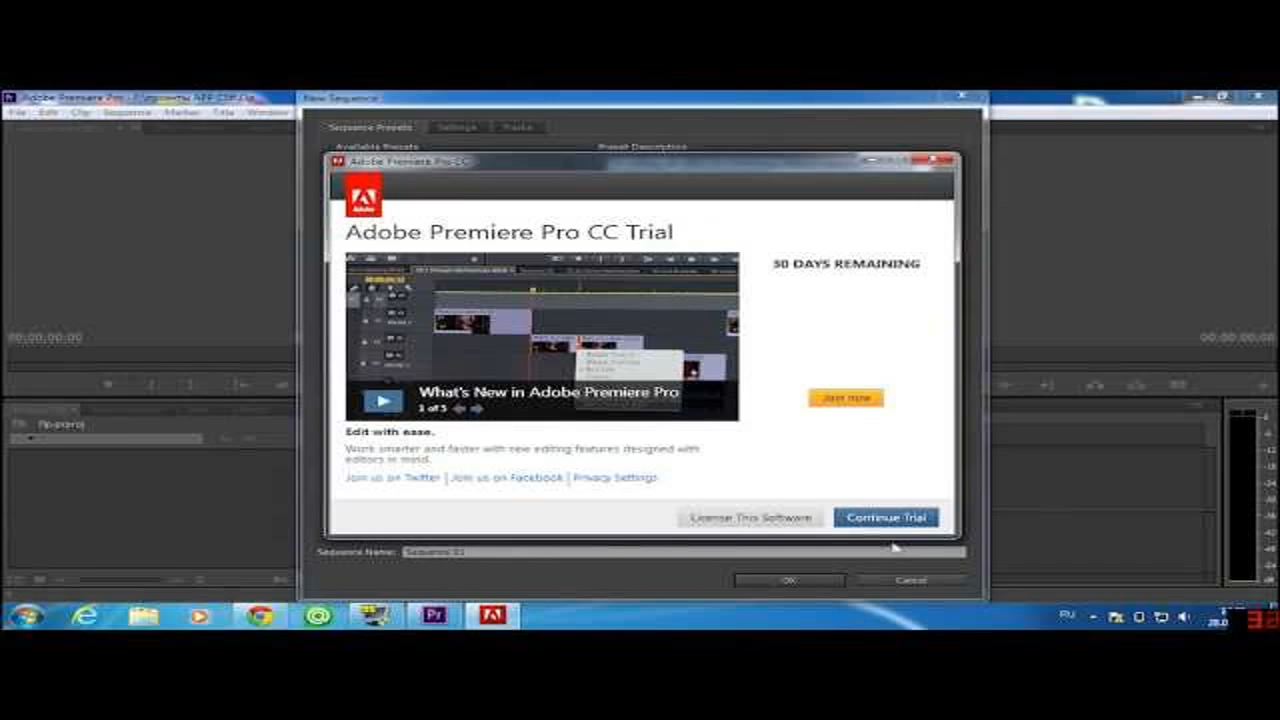 Adobe Premiere Pro -
New Sequence
File Edit Clip Sequence Marker Title Window
Sequence Presets Settings Tracks
Available Presets Preset Description
Adobe Premiere Pro CC
Adobe
Adobe Premiere Pro CC Trial
30 DAYS REMAINING
What's New in Adobe Premiere Pro
1 of 3
Join now
Edit with ease.
Work smarter and faster with new editing features designed with
editors in mind.
Join us on Twitter | Join us on Facebook | Privacy Settings
License This Software Continue Trial
00:00:00:00
00:00:00:00
Sequence Name: Sequence 01
OK Cancel
Pr
RU